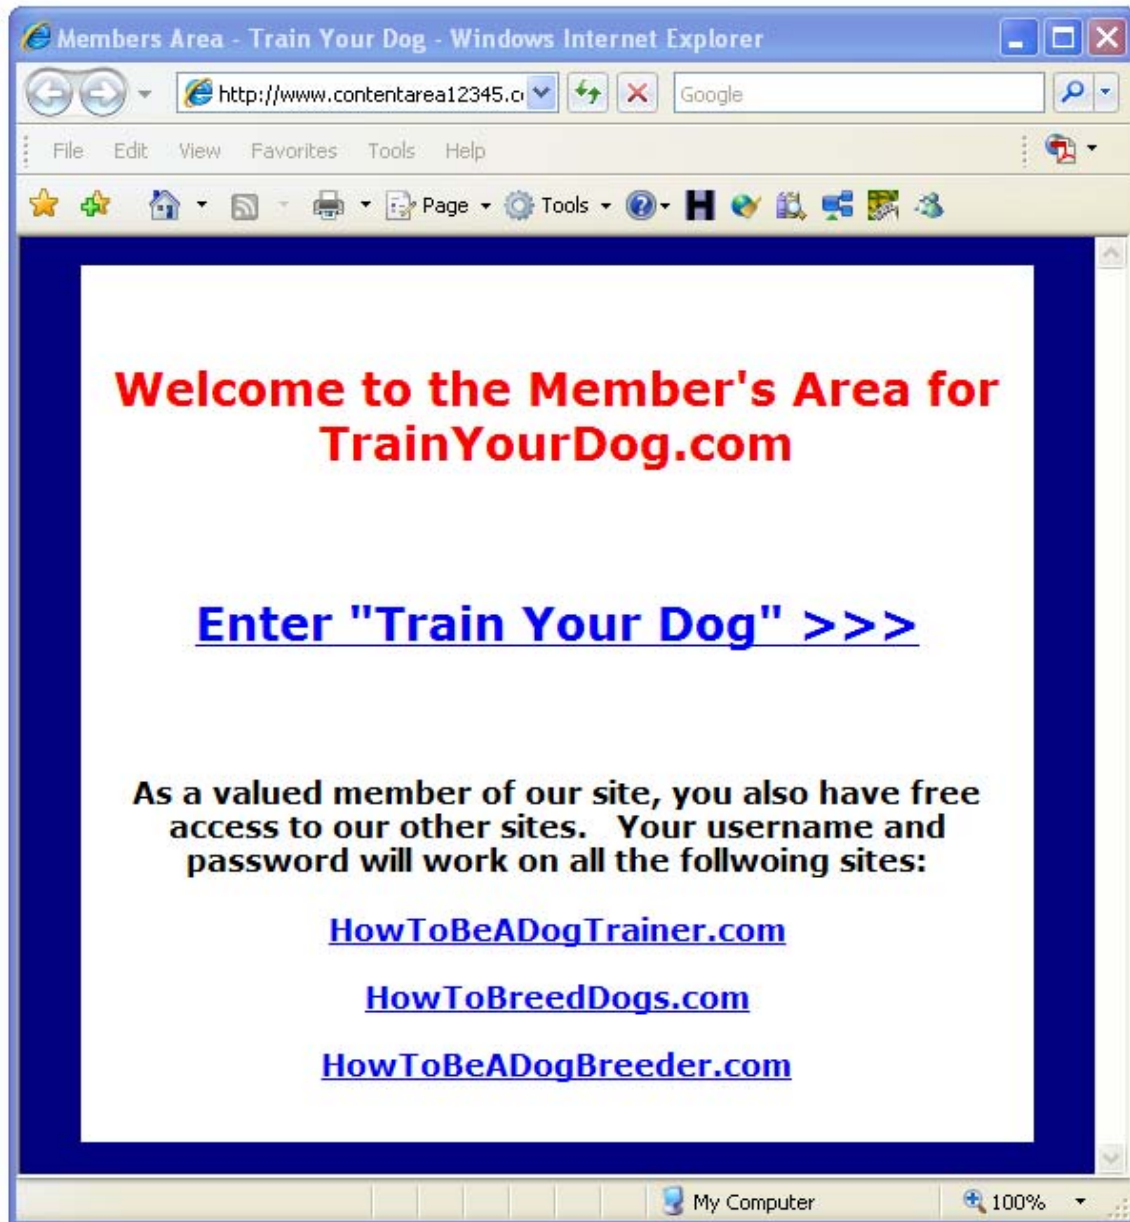 Members Area - Train Your Dog - Windows Internet Explorer
http://www.contentarea12345.c
Google
File Edit View Favorites Tools Help
Page Tools
Welcome to the Member's Area for
TrainYourDog.com
Enter "Train Your Dog" >>>
As a valued member of our site, you also have free
access to our other sites. Your username and
password will work on all the follwoing sites:
HowToBeADogTrainer.com
HowToBreedDogs.com
HowToBeADogBreeder.com
My Computer 100%